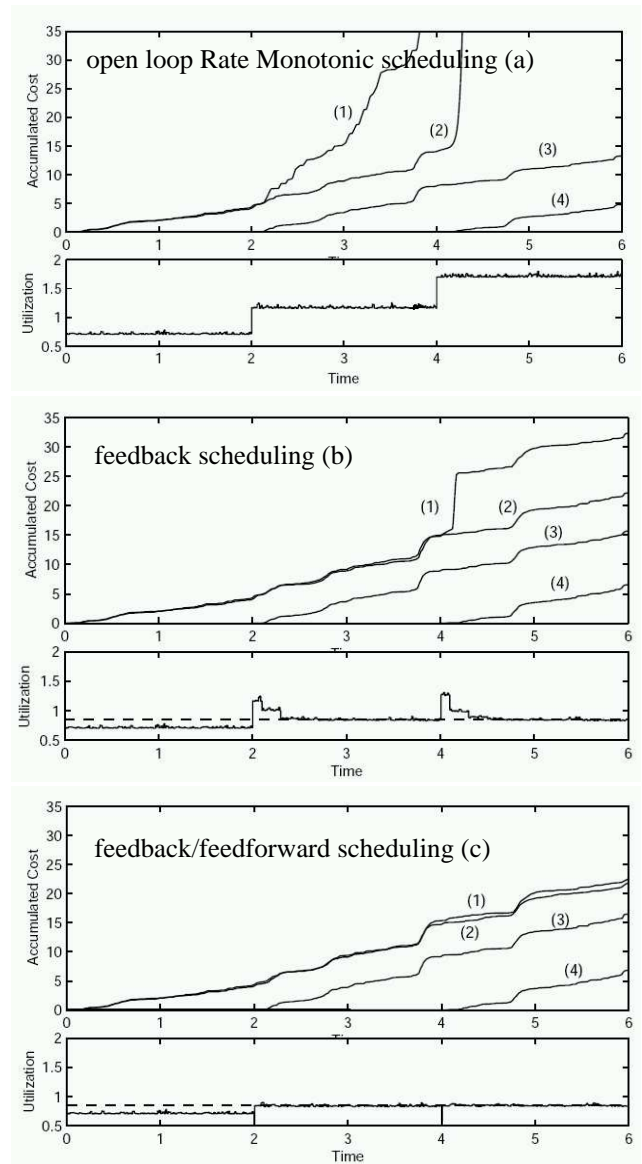 open loop Rate Monotonic scheduling (a)
Accumulated Cost
35
30
25
20
15
10
5
0
(1)
(2)
(3)
(4)
0 1 2 3 4 5 6
Utilization
2
1.5
1
0.5
0 1 2 3 4 5 6
Time
feedback scheduling (b)
Accumulated Cost
35
30
25
20
15
10
5
0
(1)
(2)
(3)
(4)
0 1 2 3 4 5 6
Utilization
2
1.5
1
0.5
0 1 2 3 4 5 6
Time
feedback/feedforward scheduling (c)
Accumulated Cost
35
30
25
20
15
10
5
0
(1)
(2)
(3)
(4)
0 1 2 3 4 5 6
Utilization
2
1.5
1
0.5
0 1 2 3 4 5 6
Time